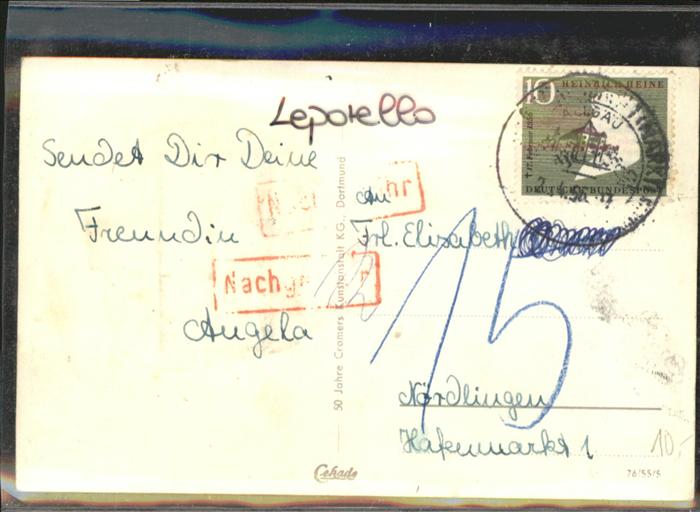 Leporello
10 HEINRICH HEINE
DEUTSCHE BUNDESPOST
Sendet Dir Deine
Freundin
Angela
Nachgebühr
An
Frl. Elisabeth
15
Nördlingen
Hafenmarkt 1
10.-
50 Jahre Cramers Kunstanstalt KG., Dortmund
Cekade
76/55/5